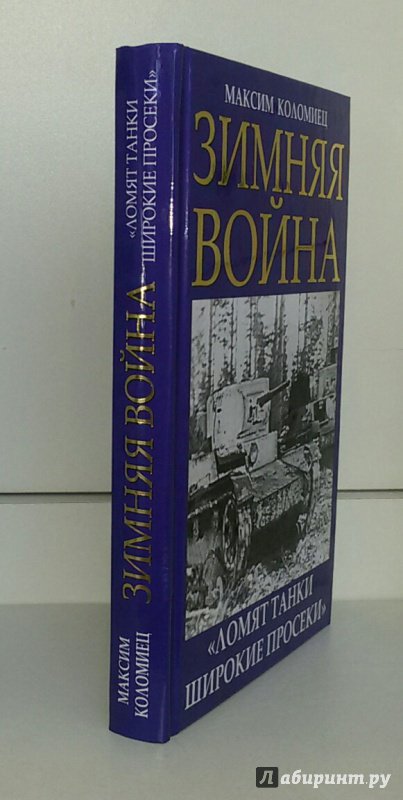 МАКСИМ КОЛОМИЕЦ
ЗИМНЯЯ
ВОЙНА
«ЛОМЯТ ТАНКИ
ШИРОКИЕ ПРОСЕКИ»
МАКСИМ
КОЛОМИЕЦ
ЗИМНЯЯ ВОЙНА
«ЛОМЯТ ТАНКИ
ШИРОКИЕ ПРОСЕКИ»
Лабиринт.ру